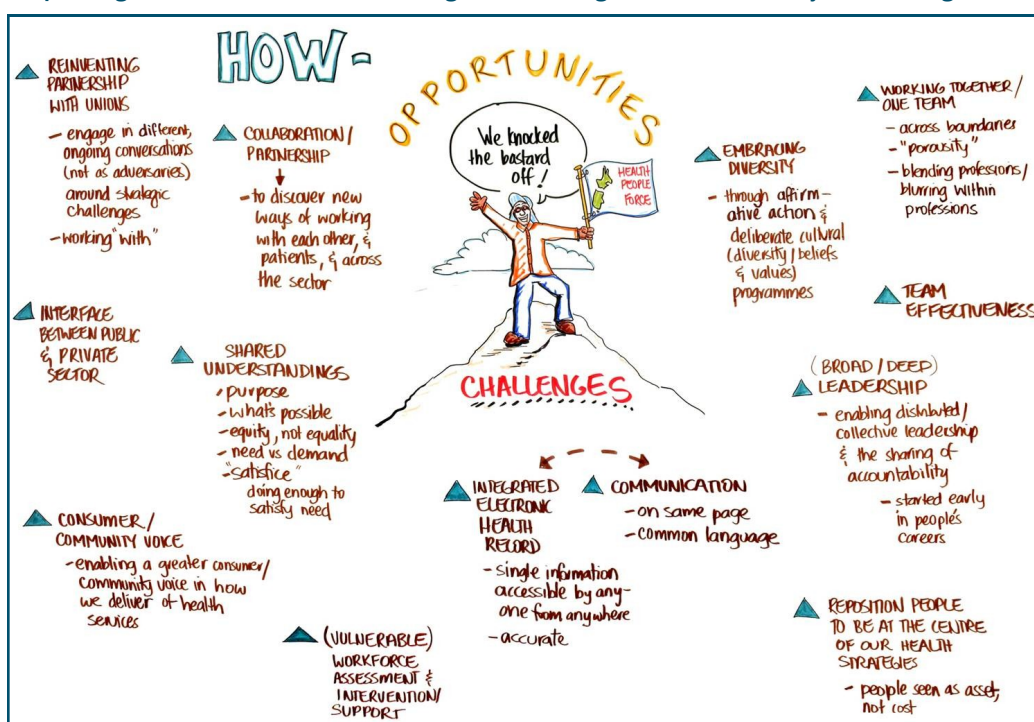 HOW-
OPPORTUNITIES
We knocked
the bastard
off!
HEALTH
PEOPLE
FORCE
CHALLENGES
REINVENTING
PARTNERSHIP
WITH UNIONS
- engage in different,
ongoing conversations
(not as adversaries)
around strategic
challenges
- working "with"
COLLABORATION/
PARTNERSHIP
- to discover new
ways of working
with each other, &
patients, & across
the sector
INTERFACE
BETWEEN PUBLIC
& PRIVATE
SECTOR
SHARED
UNDERSTANDINGS
- purpose
- what's possible
- equity, not equality
- need vs demand
- "satisfice"
doing enough to
satisfy need
CONSUMER/
COMMUNITY VOICE
- enabling a greater consumer/
community voice in how
we deliver of health
services
(VULNERABLE)
WORKFORCE
ASSESSMENT &
INTERVENTION/
SUPPORT
INTEGRATED
ELECTRONIC
HEALTH
RECORD
- single information
accessible by any-
one from anywhere
- accurate
COMMUNICATION
- on same page
- common language
EMBRACING
DIVERSITY
- through affirm-
ative action &
deliberate cultural
(diversity/beliefs
& values)
programmes
WORKING TOGETHER/
ONE TEAM
- across boundaries
- "porosity"
- blending professions/
blurring within
professions
TEAM
EFFECTIVENESS
(BROAD/DEEP)
LEADERSHIP
- enabling distributed/
collective leadership
& the sharing of
accountability
- started early
in people's
careers
REPOSITION PEOPLE
TO BE AT THE CENTRE
OF OUR HEALTH
STRATEGIES
- people seen as asset,
not cost